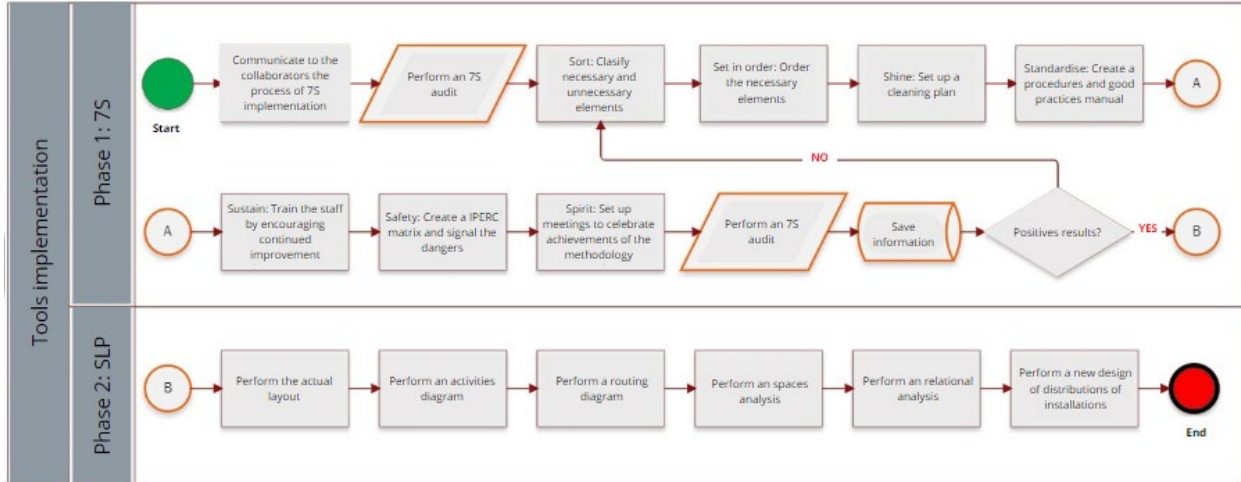 Tools implementation
Phase 1: 7S
Start
Communicate to the
collaborators the
process of 7S
implementation
Perform an 7S
audit
Sort: Clasify
necessary and
unnecessary
elements
Set in order: Order
the necessary
elements
Shine: Set up a
cleaning plan
Standardise: Create a
procedures and good
practices manual
A
NO
A
Sustain: Train the staff
by encouraging
continued
improvement
Safety: Create a IPERC
matrix and signal the
dangers
Spirit: Set up
meetings to celebrate
achievements of the
methodology
Perform an 7S
audit
Save
information
Positives results?
YES
B
Phase 2: SLP
B
Perform the actual
layout
Perform an activities
diagram
Perform a routing
diagram
Perform an spaces
analysis
Perform an relational
analysis
Perform a new design
of distributions of
installations
End